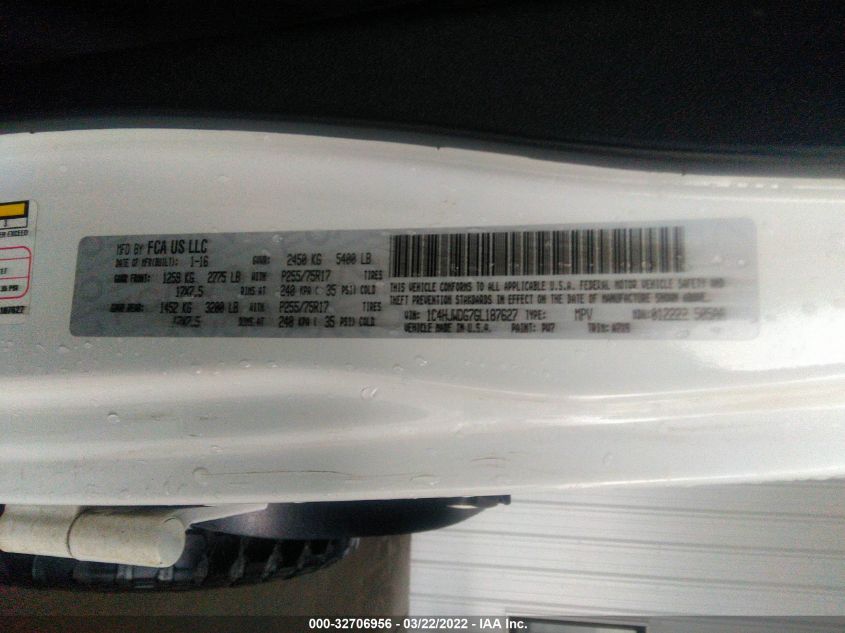 MFD BY FCA US LLC
DATE OF MFR(BUILT): 1-16 GVWR: 2450 KG 5400 LB
GAWR FRONT: 1258 KG 2775 LB WITH P255/75R17 TIRES
17X7.5 RIMS AT 240 KPA ( 35 PSI) COLD
GAWR REAR: 1452 KG 3200 LB WITH P255/75R17 TIRES
17X7.5 RIMS AT 240 KPA ( 35 PSI) COLD
THIS VEHICLE CONFORMS TO ALL APPLICABLE U.S.A. FEDERAL MOTOR VEHICLE SAFETY AND
THEFT PREVENTION STANDARDS IN EFFECT ON THE DATE OF MANUFACTURE SHOWN ABOVE.
VIN: 1C4HJWDG7GL187627 TYPE: MPV MDH:
MADE IN U.S.A. PAINT: PW7 TRIM:
EXCEED
187627
000-32706956 - 03/22/2022 - IAA Inc.